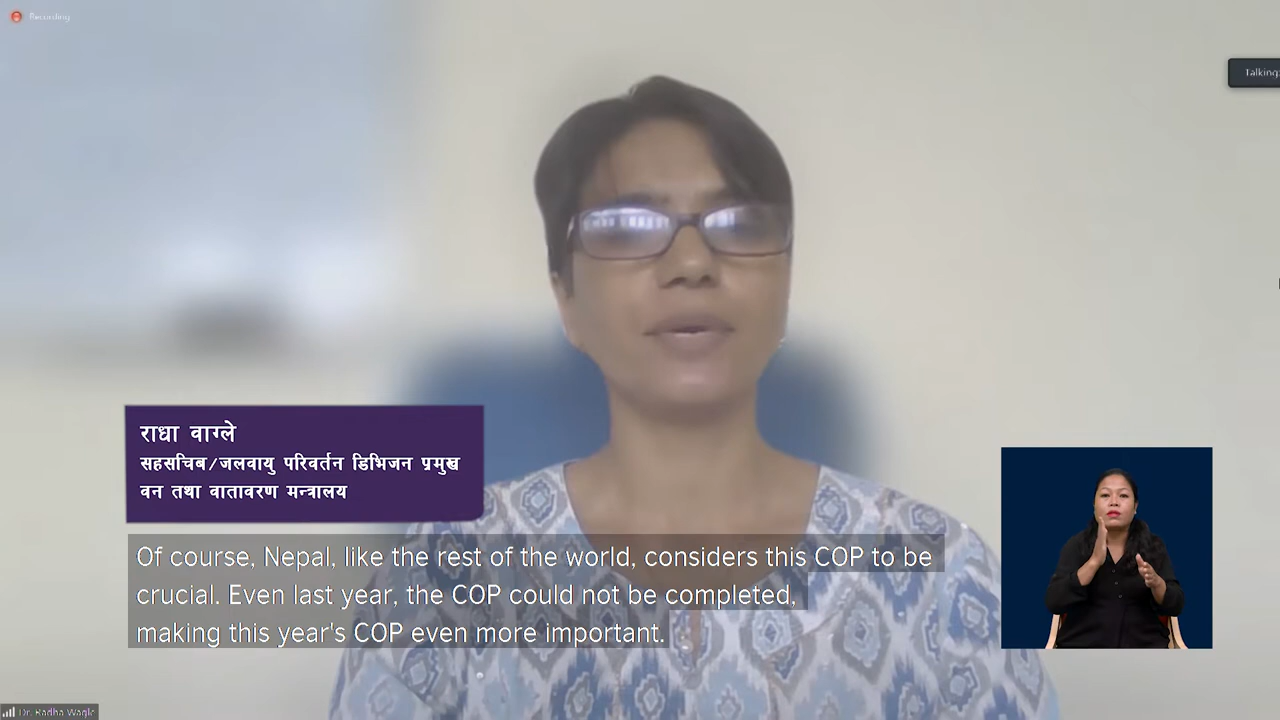 Recording
Talking:
राधा वाग्ले
सहसचिब/जलवायु परिवर्तन डिभिजन प्रमुख
वन तथा वातावरण मन्त्रालय
Of course, Nepal, like the rest of the world, considers this COP to be
crucial. Even last year, the COP could not be completed,
making this year's COP even more important.
Dr. Radha Wagle